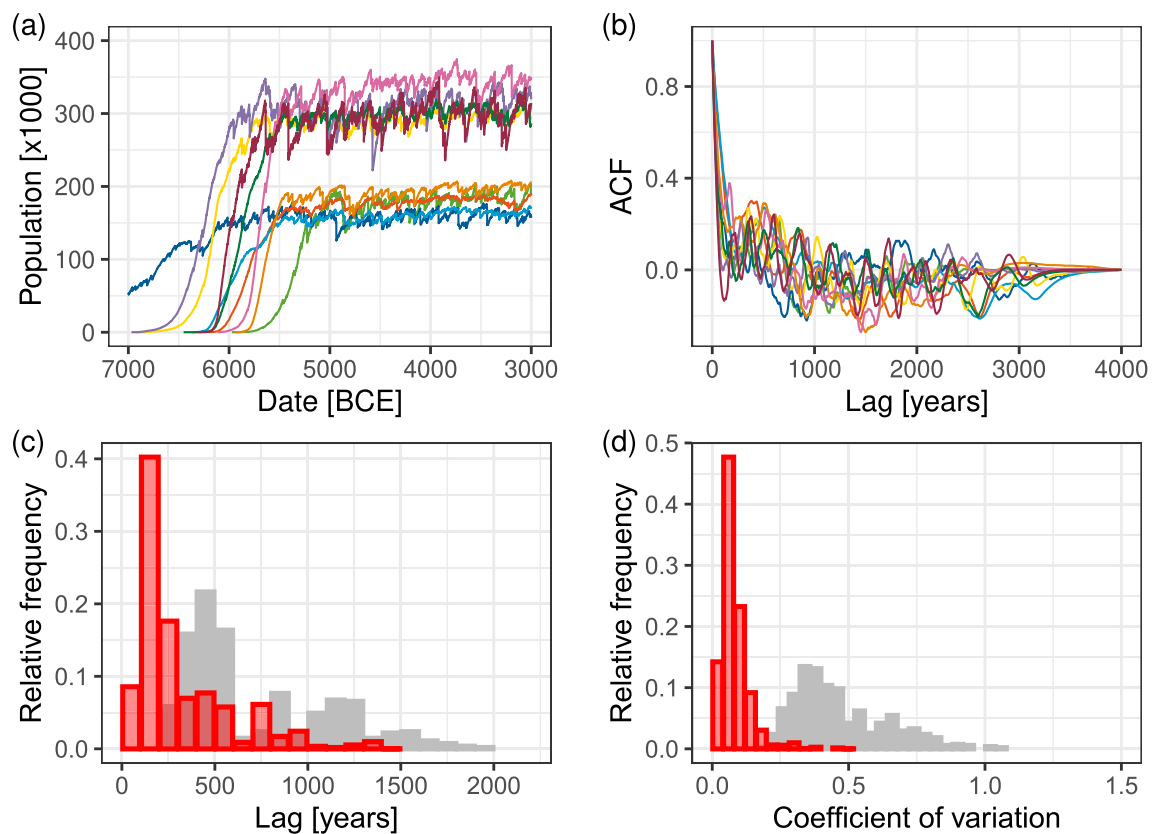 (a)
400
300
200
100
0
Population [x1000]
7000 6000 5000 4000 3000
Date [BCE]
(b)
0.8
0.4
0.0
ACF
0 1000 2000 3000 4000
Lag [years]
(c)
0.4
0.3
0.2
0.1
0.0
Relative frequency
0 500 1000 1500 2000
Lag [years]
(d)
0.5
0.4
0.3
0.2
0.1
0.0
Relative frequency
0.0 0.5 1.0 1.5
Coefficient of variation